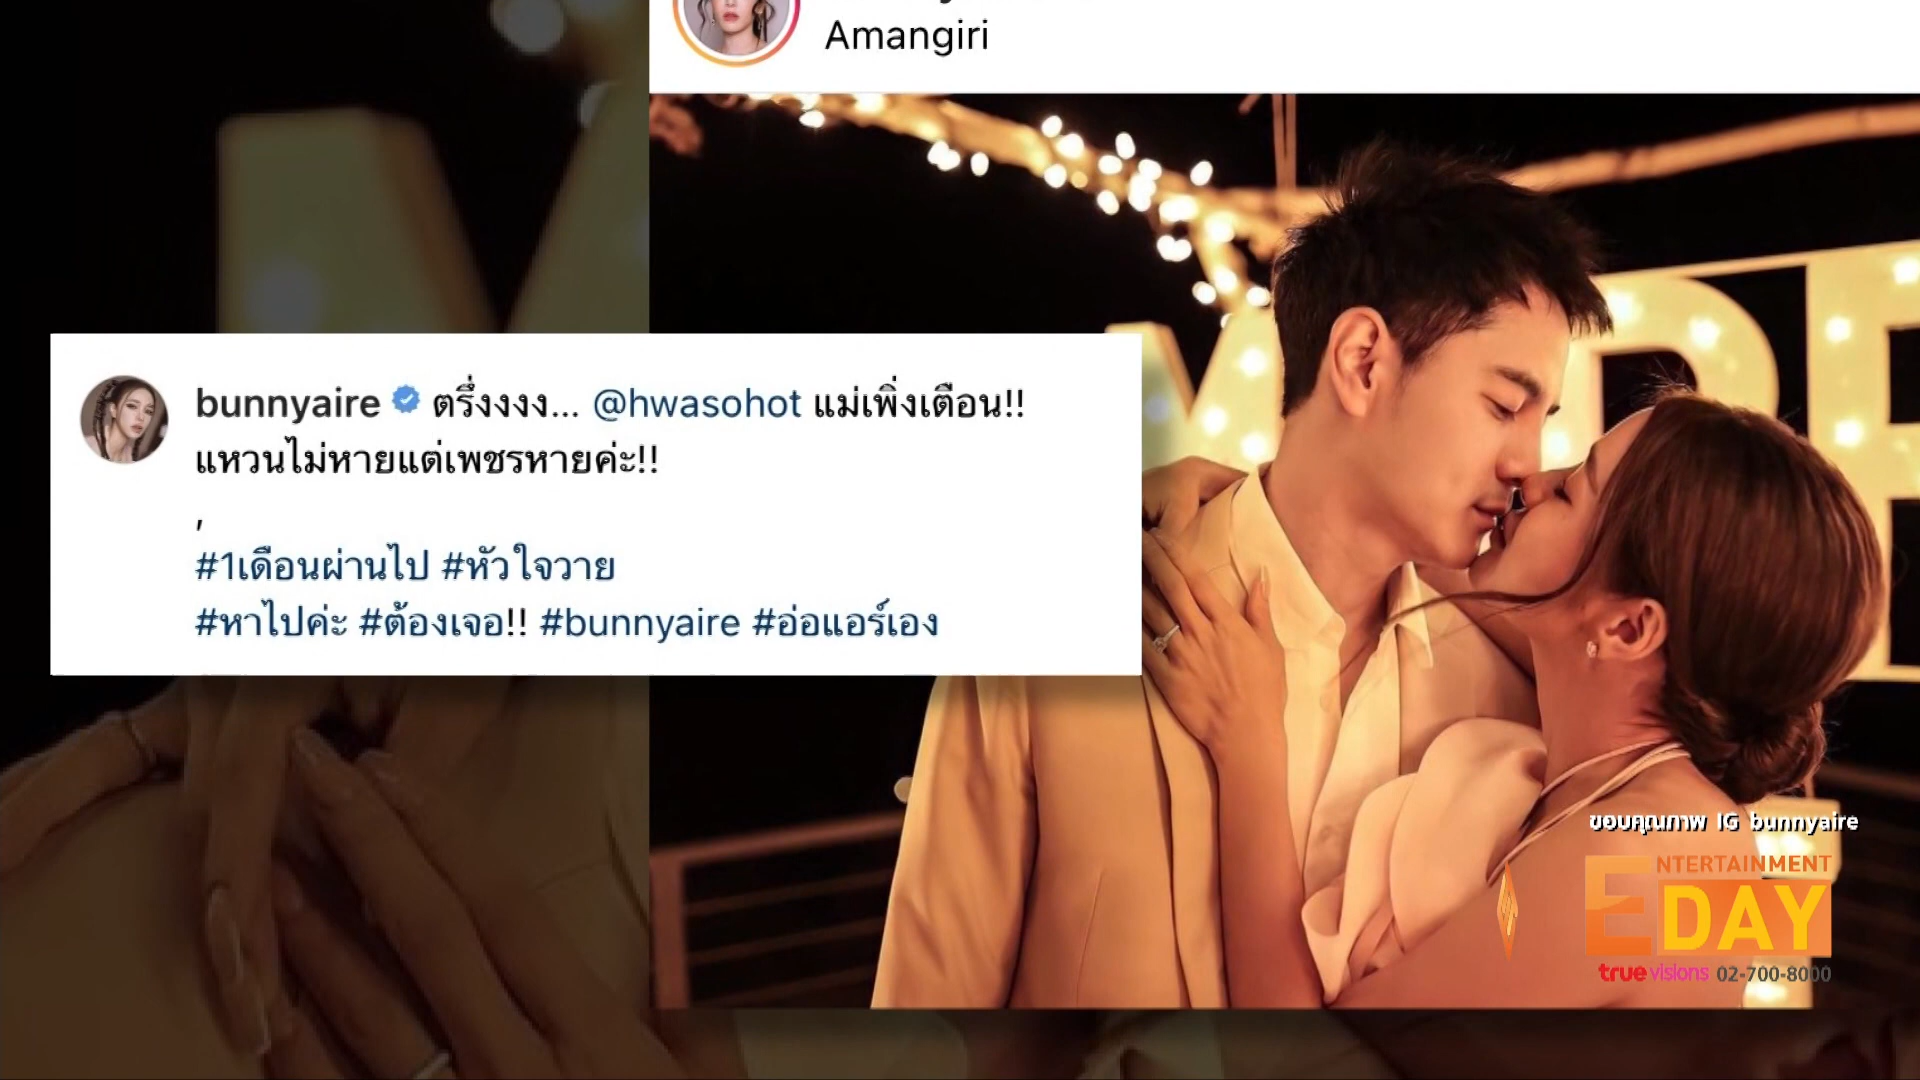 Amangiri
bunnyaire ตรึ่งงงง... @hwasohot แม่เพิ่งเตือน!!
แหวนไม่หายแต่เพชรหายค่ะ!!
,
#1เดือนผ่านไป #หัวใจวาย
#หาไปค่ะ #ต้องเจอ!! #bunnyaire #อ่อแอร์เอง
ขอบคุณภาพ IG bunnyaire
ENTERTAINMENT
DAY
truevisions 02-700-8000